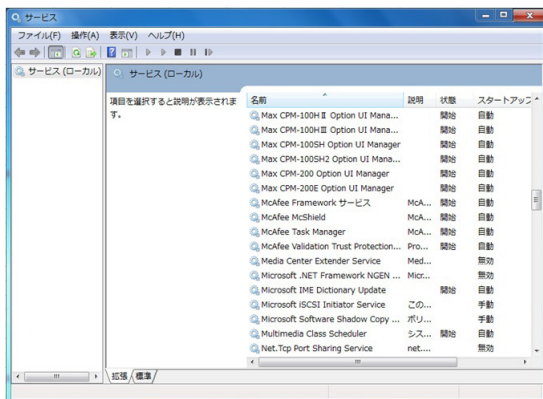 サービス
ファイル(F) 操作(A) 表示(V) ヘルプ(H)
サービス (ローカル)
サービス (ローカル)
項目を選択すると説明が表示されま
す。
名前 説明 状態 スタートアップ
Max CPM-100HⅡ Option UI Mana... 開始 自動
Max CPM-100HⅢ Option UI Mana... 開始 自動
Max CPM-100SH Option UI Manager 開始 自動
Max CPM-100SH2 Option UI Mana... 開始 自動
Max CPM-200 Option UI Manager 開始 自動
Max CPM-200E Option UI Manager 開始 自動
McAfee Framework サービス McA... 開始 自動
McAfee McShield McA... 開始 自動
McAfee Task Manager McA... 開始 自動
McAfee Validation Trust Protection... Pro... 開始 自動
Media Center Extender Service Med... 無効
Microsoft .NET Framework NGEN ... Micr... 無効
Microsoft IME Dictionary Update 開始 自動
Microsoft iSCSI Initiator Service この... 手動
Microsoft Software Shadow Copy ... ボリ... 手動
Multimedia Class Scheduler シス... 開始 自動
Net.Tcp Port Sharing Service net.... 無効
拡張 標準